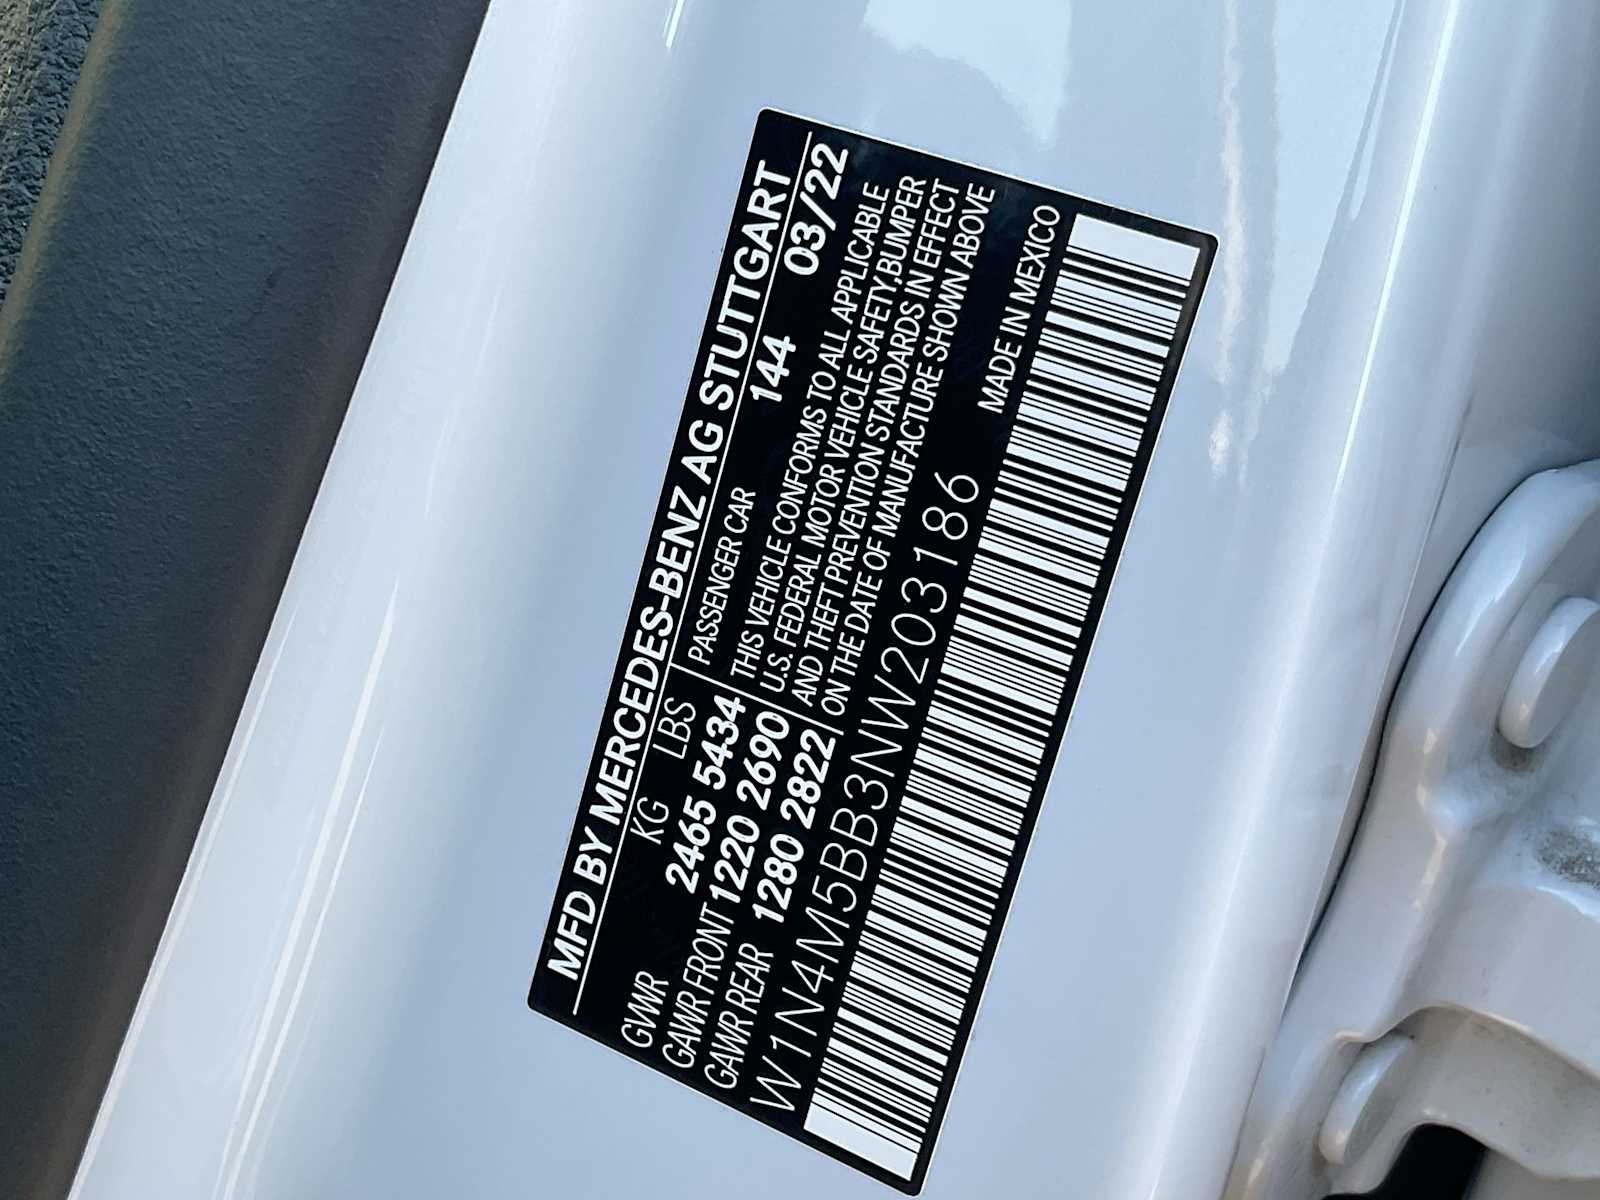 MFD BY MERCEDES-BENZ AG STUTTGART
KG LBS
GVWR 2465 5434
GAWR FRONT 1220 2690
GAWR REAR 1280 2822
PASSENGER CAR 144 03/22
THIS VEHICLE CONFORMS TO ALL APPLICABLE
U.S. FEDERAL MOTOR VEHICLE SAFETY,BUMPER
AND THEFT PREVENTION STANDARDS IN EFFECT
ON THE DATE OF MANUFACTURE SHOWN ABOVE
W1N4M5BB3NW203186 MADE IN MEXICO